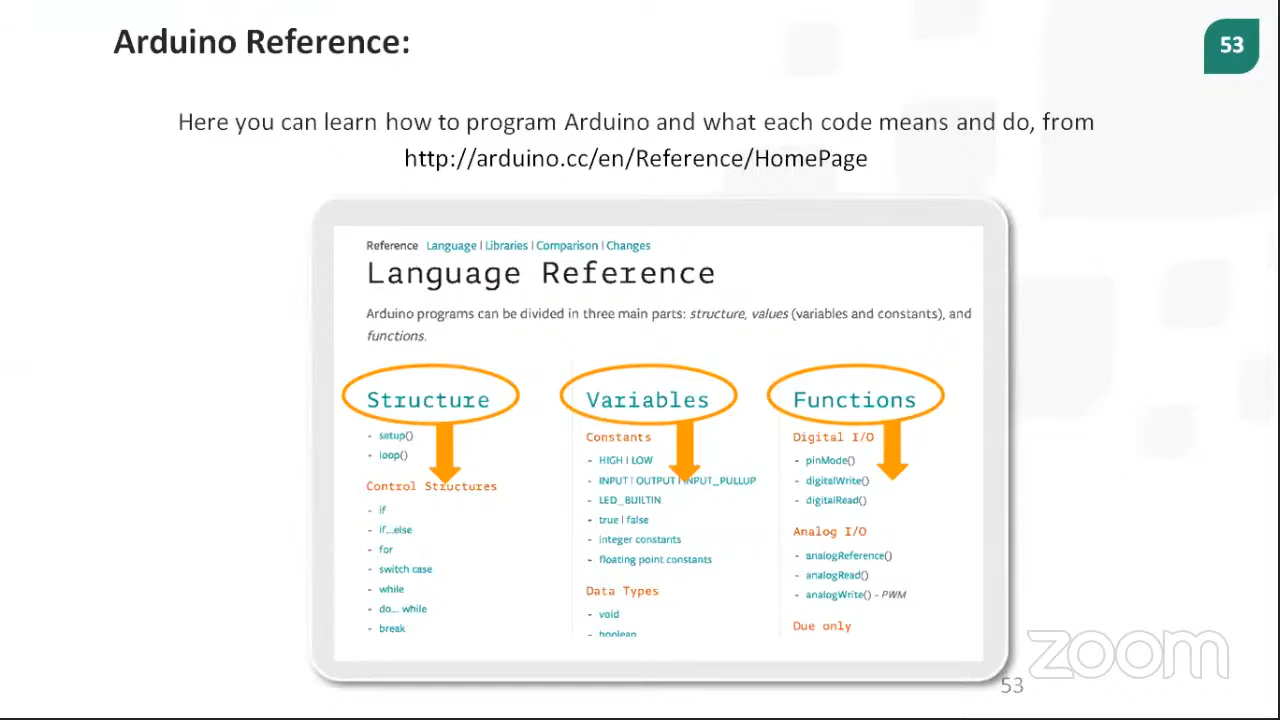 Arduino Reference:
53
Here you can learn how to program Arduino and what each code means and do, from
http://arduino.cc/en/Reference/HomePage
Reference Language | Libraries | Comparison | Changes
Language Reference
Arduino programs can be divided in three main parts: structure, values (variables and constants), and
functions.
Structure
- setup()
- loop()
Control Structures
- if
- if...else
- for
- switch case
- while
- do... while
- break
Variables
Constants
- HIGH | LOW
- INPUT | OUTPUT | INPUT_PULLUP
- LED_BUILTIN
- true | false
- integer constants
- floating point constants
Data Types
- void
- boolean
Functions
Digital I/O
- pinMode()
- digitalWrite()
- digitalRead()
Analog I/O
- analogReference()
- analogRead()
- analogWrite() - PWM
Due only
zoom
53